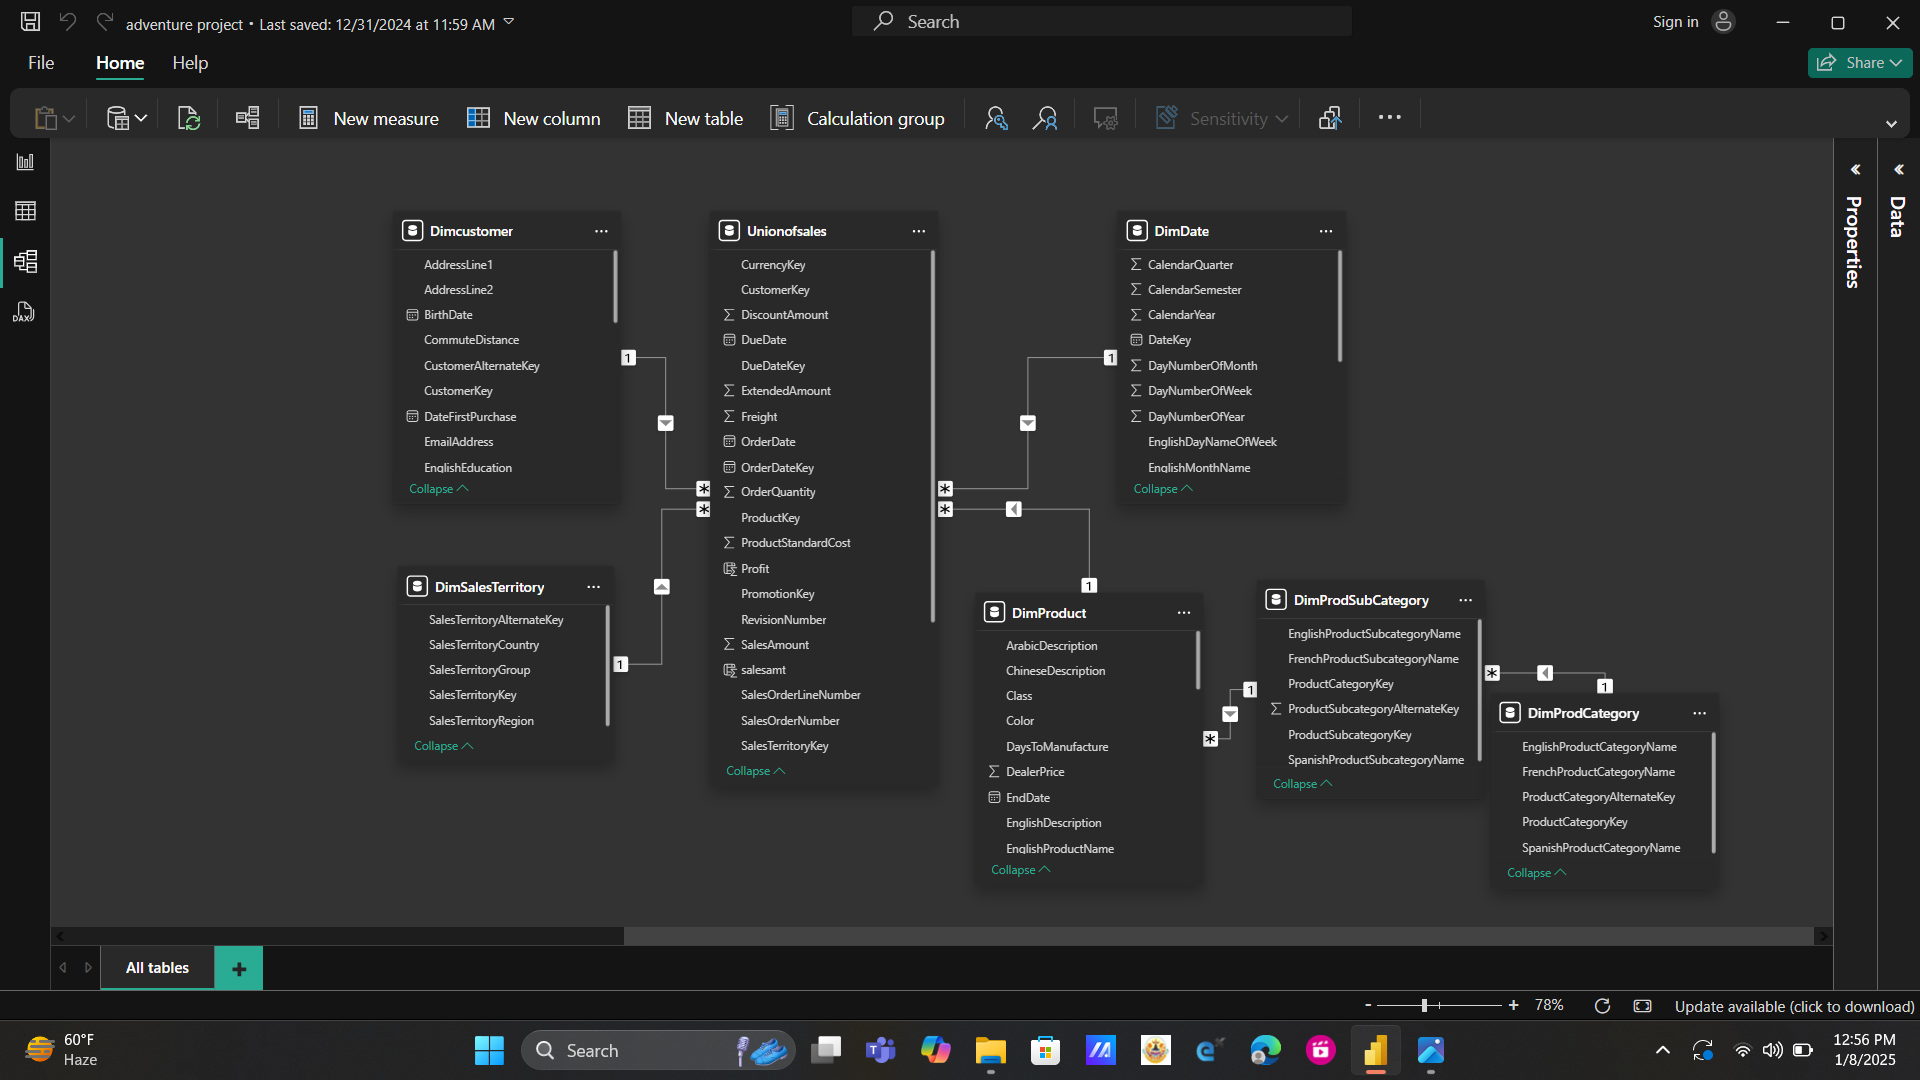 adventure project • Last saved: 12/31/2024 at 11:59 AM
Search
Sign in
File
Home
Help
Share
New measure
New column
New table
Calculation group
Sensitivity
Properties
Data
DAX
Dimcustomer
AddressLine1
AddressLine2
BirthDate
CommuteDistance
CustomerAlternateKey
CustomerKey
DateFirstPurchase
EmailAddress
EnglishEducation
Collapse
1
*
Unionofsales
CurrencyKey
CustomerKey
DiscountAmount
DueDate
DueDateKey
ExtendedAmount
Freight
OrderDate
OrderDateKey
OrderQuantity
ProductKey
ProductStandardCost
Profit
PromotionKey
RevisionNumber
SalesAmount
salesamt
SalesOrderLineNumber
SalesOrderNumber
SalesTerritoryKey
Collapse
*
1
DimDate
CalendarQuarter
CalendarSemester
CalendarYear
DateKey
DayNumberOfMonth
DayNumberOfWeek
DayNumberOfYear
EnglishDayNameOfWeek
EnglishMonthName
Collapse
DimSalesTerritory
SalesTerritoryAlternateKey
SalesTerritoryCountry
SalesTerritoryGroup
SalesTerritoryKey
SalesTerritoryRegion
Collapse
1
*
*
1
DimProduct
ArabicDescription
ChineseDescription
Class
Color
DaysToManufacture
DealerPrice
EndDate
EnglishDescription
EnglishProductName
Collapse
*
1
DimProdSubCategory
EnglishProductSubcategoryName
FrenchProductSubcategoryName
ProductCategoryKey
ProductSubcategoryAlternateKey
ProductSubcategoryKey
SpanishProductSubcategoryName
Collapse
*
1
DimProdCategory
EnglishProductCategoryName
FrenchProductCategoryName
ProductCategoryAlternateKey
ProductCategoryKey
SpanishProductCategoryName
Collapse
All tables
+
- + 78%
Update available (click to download)
60°F
Haze
Search
12:56 PM
1/8/2025